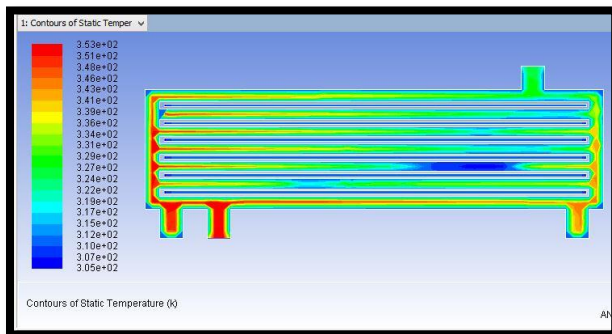 1: Contours of Static Temper
3.53e+02
3.51e+02
3.48e+02
3.46e+02
3.43e+02
3.41e+02
3.39e+02
3.36e+02
3.34e+02
3.31e+02
3.29e+02
3.27e+02
3.24e+02
3.22e+02
3.19e+02
3.17e+02
3.15e+02
3.12e+02
3.10e+02
3.07e+02
3.05e+02
Contours of Static Temperature (k)
AN